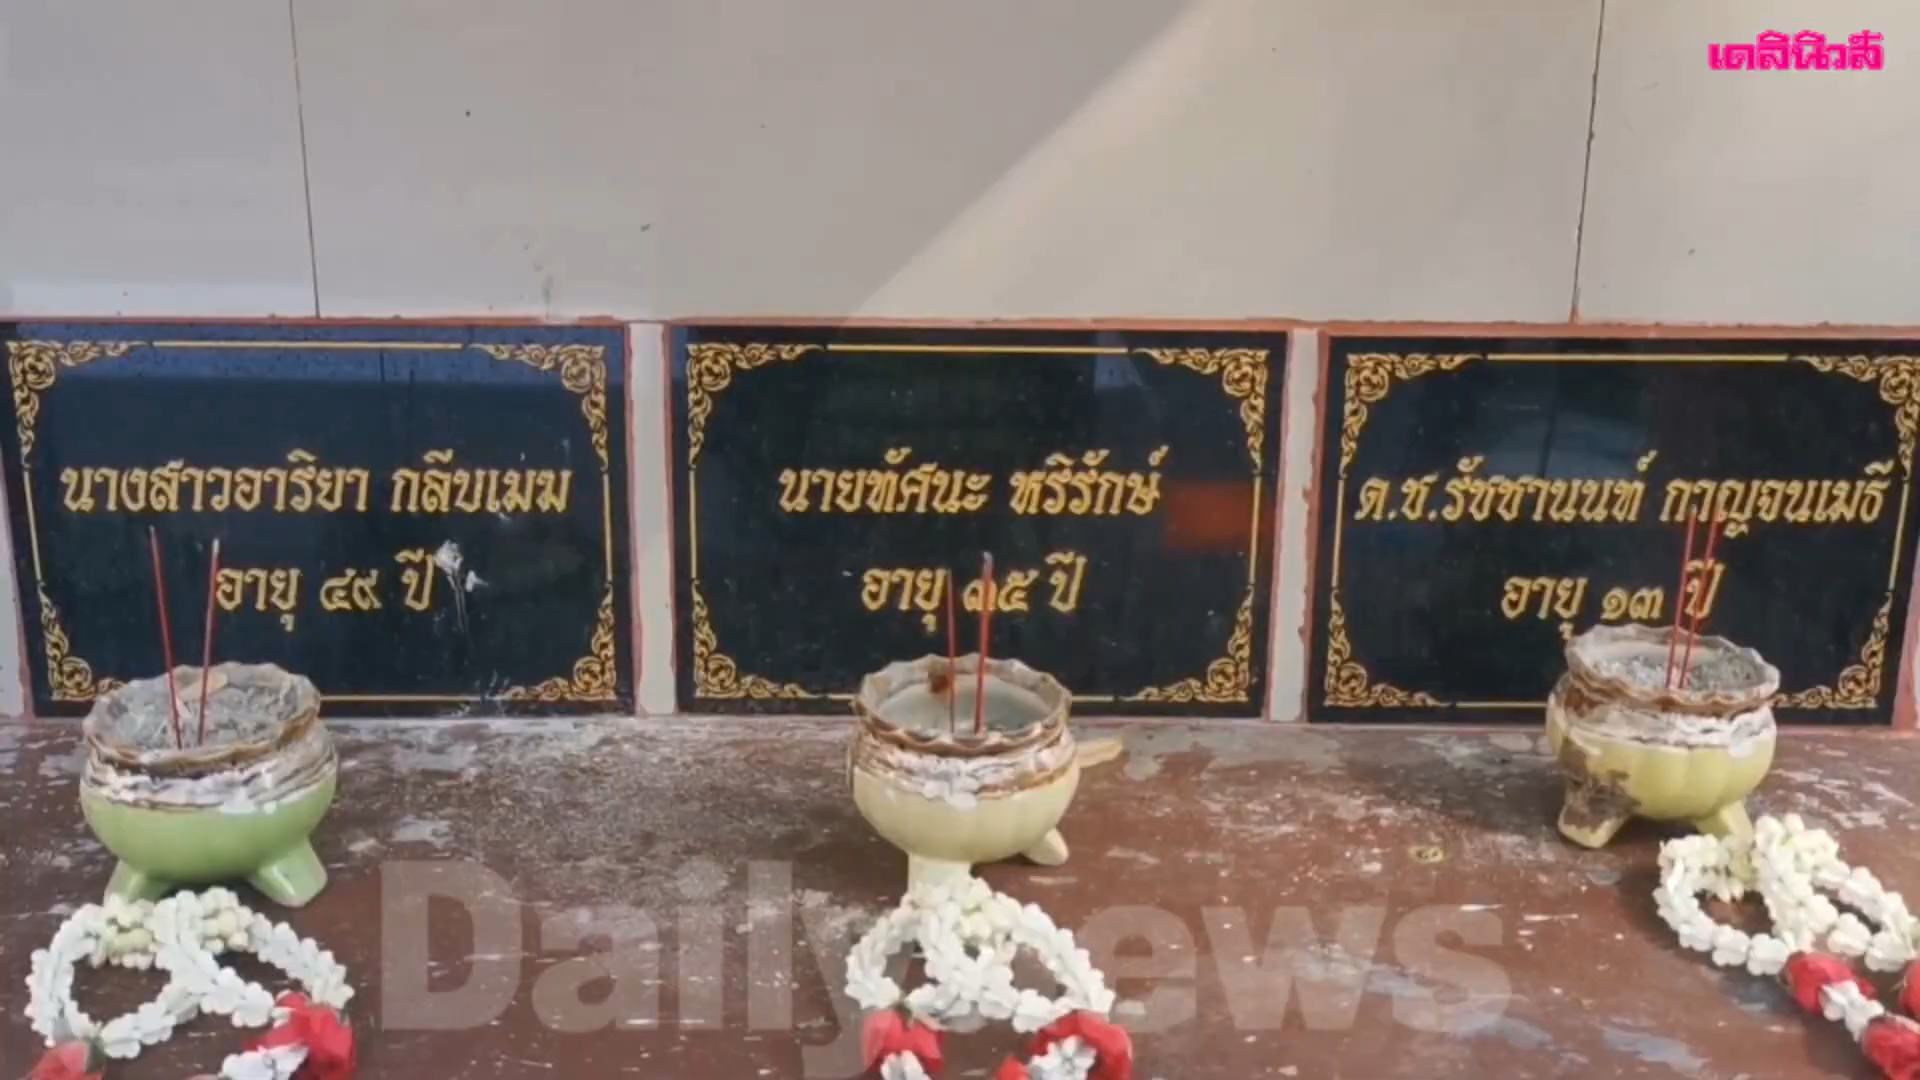 เดลินิวส์
นางสาวอาริยา กลีบเมฆ
อายุ ๔๙ ปี
นายทัศนะ หริรักษ์
อายุ ๓๕ ปี
ด.ช.รัชชานนท์ กาญจนเมธี
อายุ ๑๓ ปี
Daily News